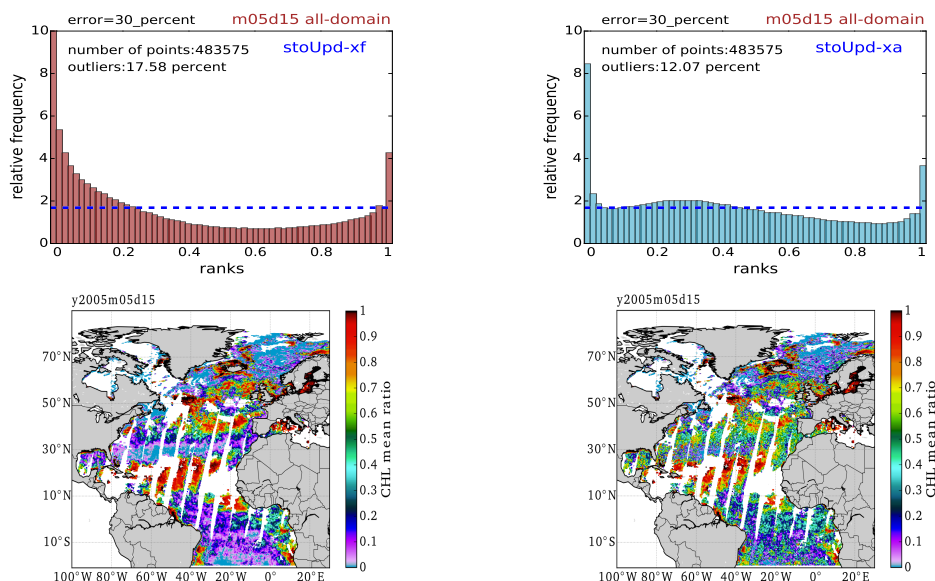 error=30_percent m05d15 all-domain
number of points:483575 stoUpd-xf
outliers:17.58 percent
relative frequency
10
8
6
4
2
0
0 0.2 0.4 0.6 0.8 1
ranks
error=30_percent m05d15 all-domain
number of points:483575 stoUpd-xa
outliers:12.07 percent
relative frequency
10
8
6
4
2
0
0 0.2 0.4 0.6 0.8 1
ranks
y2005m05d15
70°N
50°N
30°N
10°N
10°S
100°W 80°W 60°W 40°W 20°W 0° 20°E
1
0.9
0.8
0.7
0.6
0.5
0.4
0.3
0.2
0.1
0
CHL mean ratio
y2005m05d15
70°N
50°N
30°N
10°N
10°S
100°W 80°W 60°W 40°W 20°W 0° 20°E
1
0.9
0.8
0.7
0.6
0.5
0.4
0.3
0.2
0.1
0
CHL mean ratio